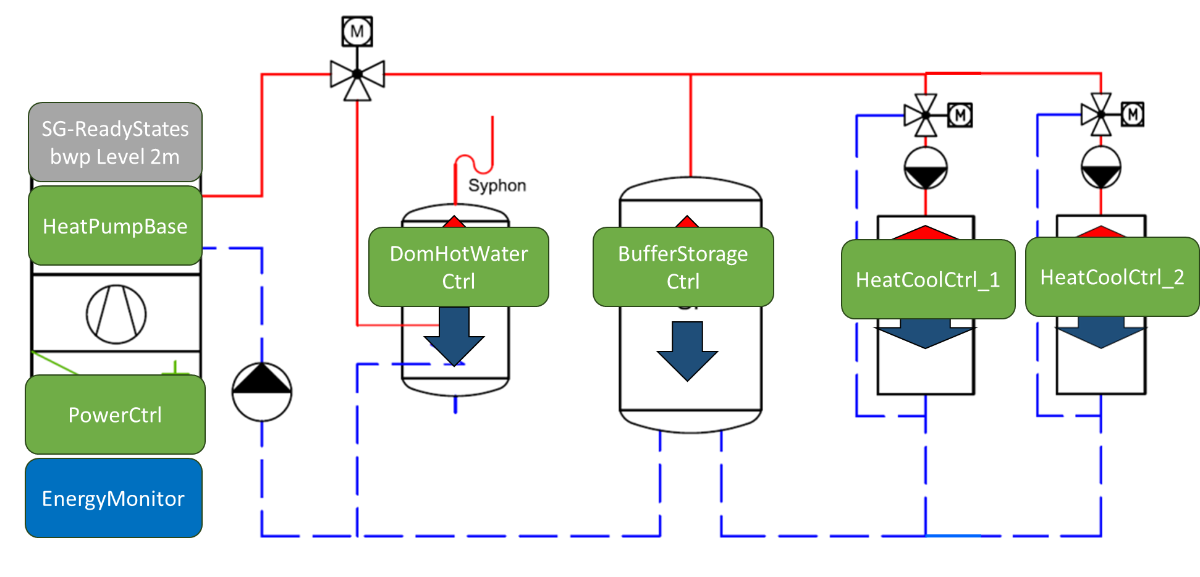 M
SG-ReadyStates
bwp Level 2m
M
M
Syphon
HeatPumpBase
DomHotWater
Ctrl
BufferStorage
Ctrl
HeatCoolCtrl_1
HeatCoolCtrl_2
PowerCtrl
EnergyMonitor